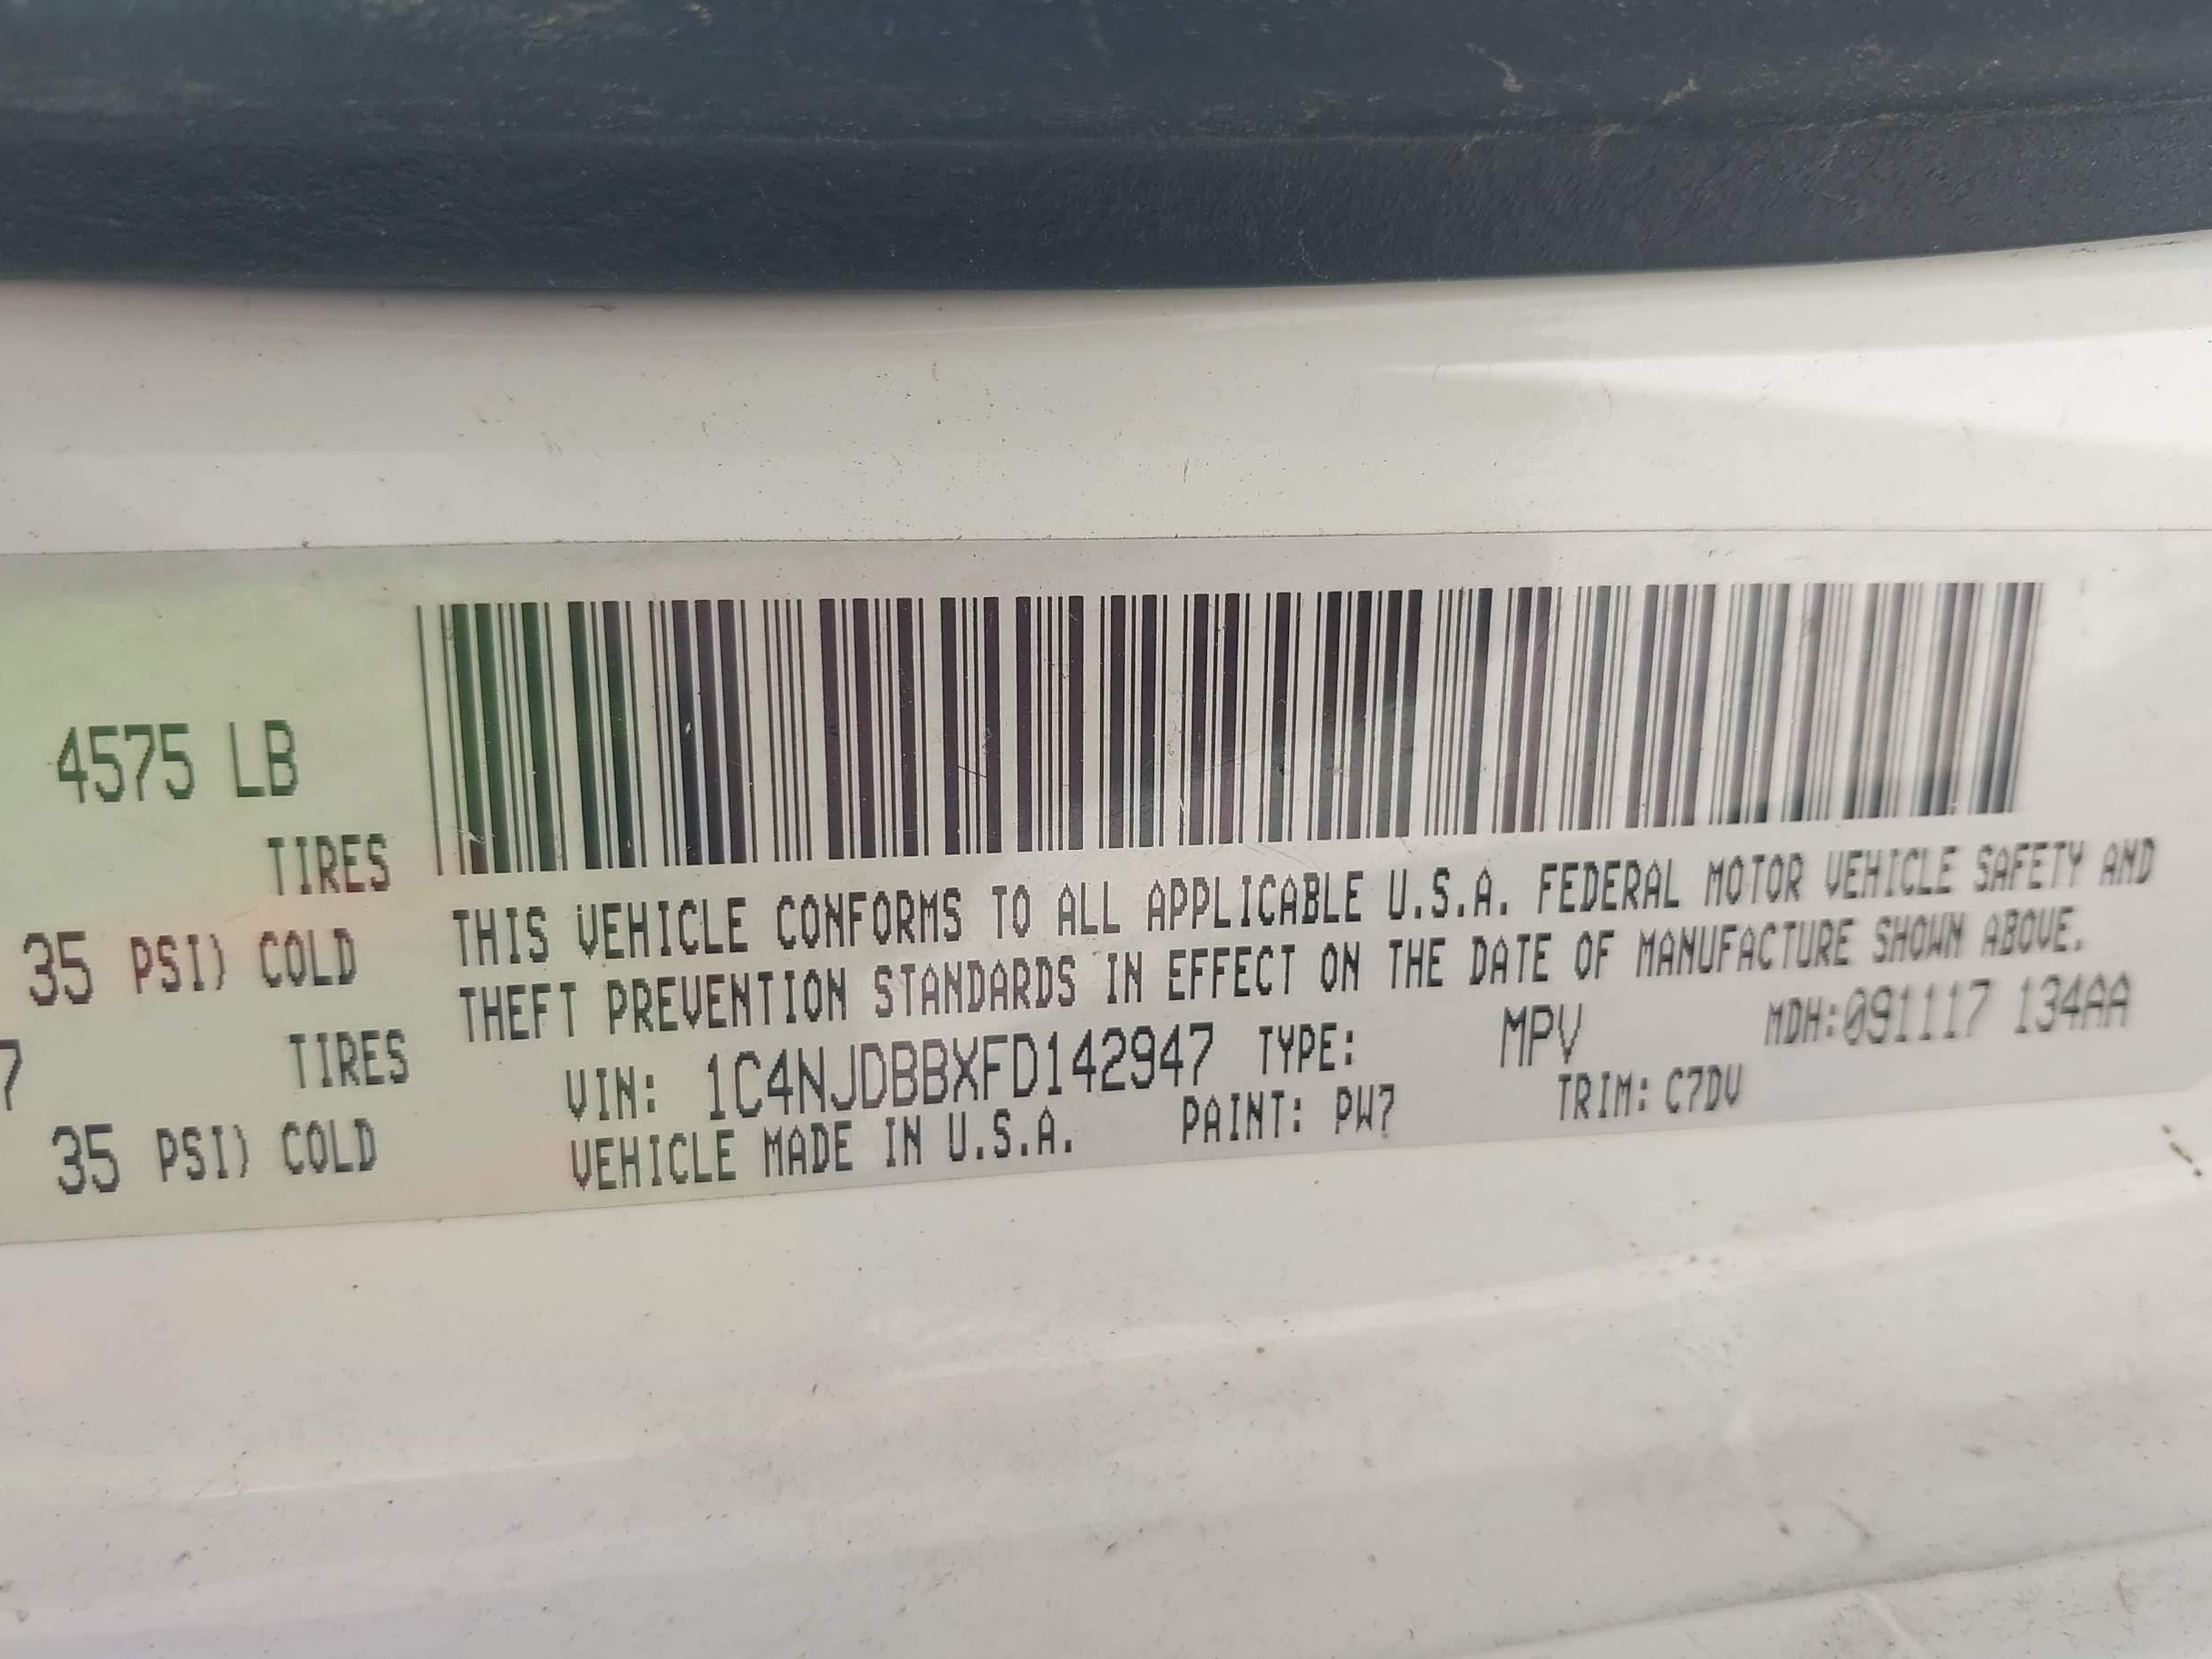 4575 LB
TIRES
35 PSI) COLD
7 TIRES
35 PSI) COLD
THIS VEHICLE CONFORMS TO ALL APPLICABLE U.S.A. FEDERAL MOTOR VEHICLE SAFETY AND
THEFT PREVENTION STANDARDS IN EFFECT ON THE DATE OF MANUFACTURE SHOWN ABOVE.
VIN: 1C4NJDBBXFD142947 TYPE: MPV MDH:091117 134AA
VEHICLE MADE IN U.S.A. PAINT: PW7 TRIM: C7DV